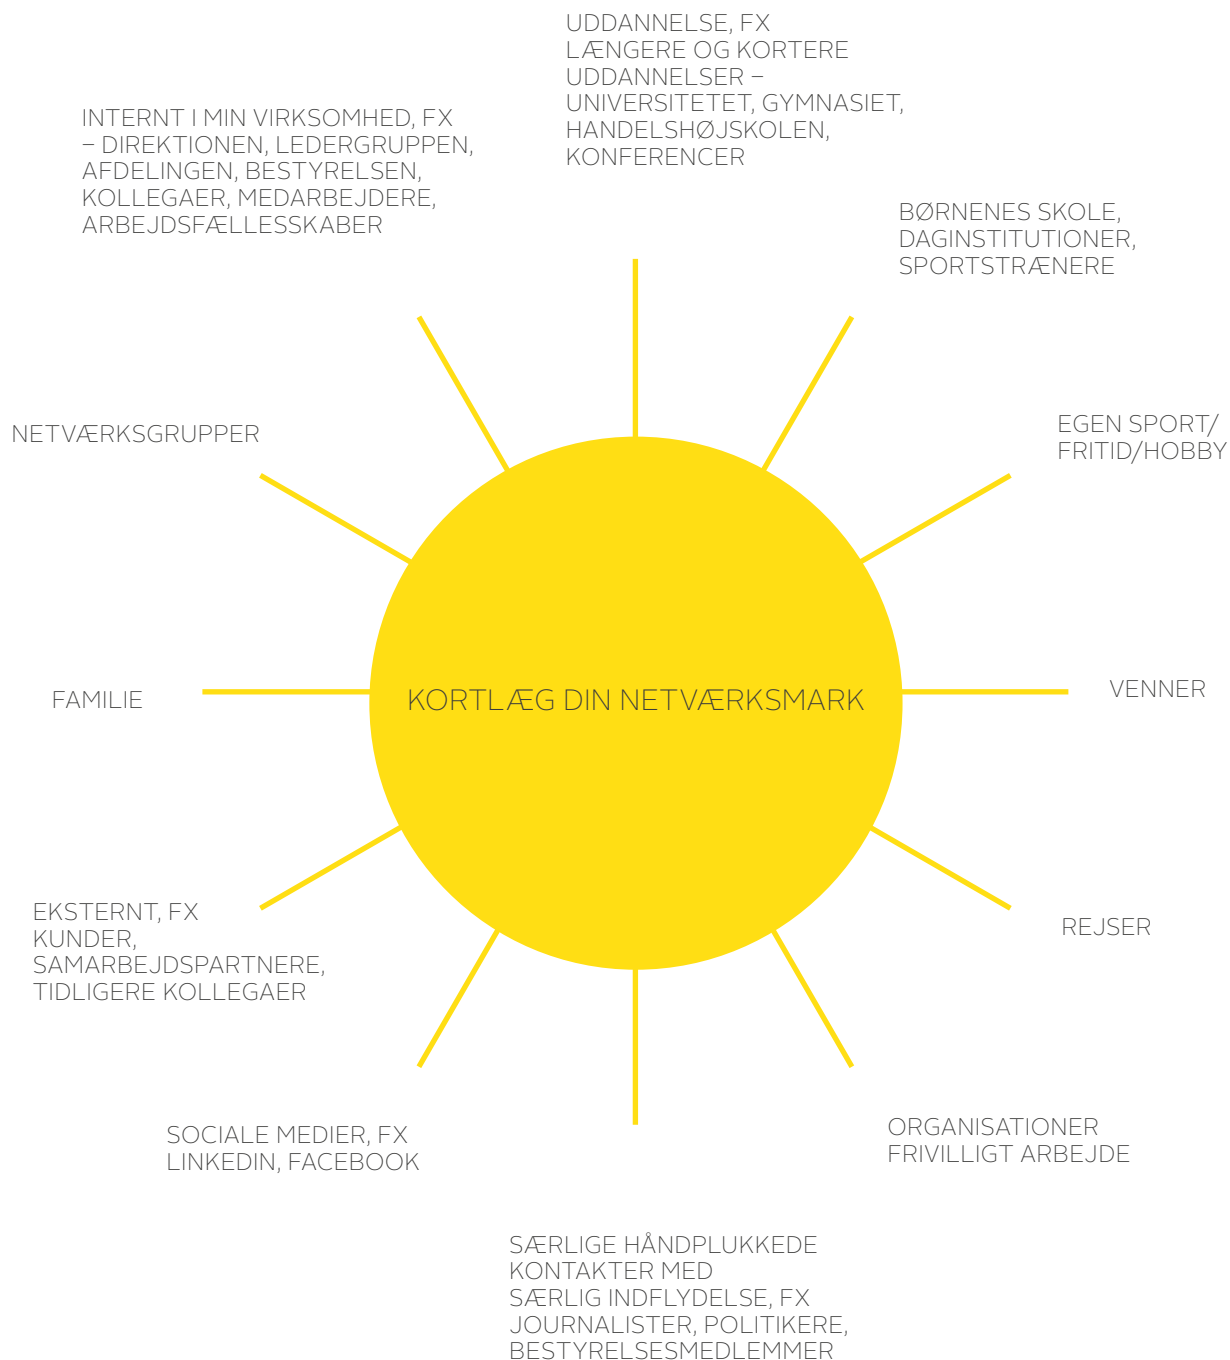 UDDANNELSE, FX
LÆNGERE OG KORTERE
UDDANNELSER –
UNIVERSITETET, GYMNASIET,
HANDELSHØJSKOLEN,
KONFERENCER
INTERNT I MIN VIRKSOMHED, FX
– DIREKTIONEN, LEDERGRUPPEN,
AFDELINGEN, BESTYRELSEN,
KOLLEGAER, MEDARBEJDERE,
ARBEJDSFÆLLESSKABER
BØRNENES SKOLE,
DAGINSTITUTIONER,
SPORTSTRÆNERE
NETVÆRKSGRUPPER
EGEN SPORT/
FRITID/HOBBY
FAMILIE
KORTLÆG DIN NETVÆRKSMARK
VENNER
EKSTERNT, FX
KUNDER,
SAMARBEJDSPARTNERE,
TIDLIGERE KOLLEGAER
REJSER
SOCIALE MEDIER, FX
LINKEDIN, FACEBOOK
ORGANISATIONER
FRIVILLIGT ARBEJDE
SÆRLIGE HÅNDPLUKKEDE
KONTAKTER MED
SÆRLIG INDFLYDELSE, FX
JOURNALISTER, POLITIKERE,
BESTYRELSESMEDLEMMER